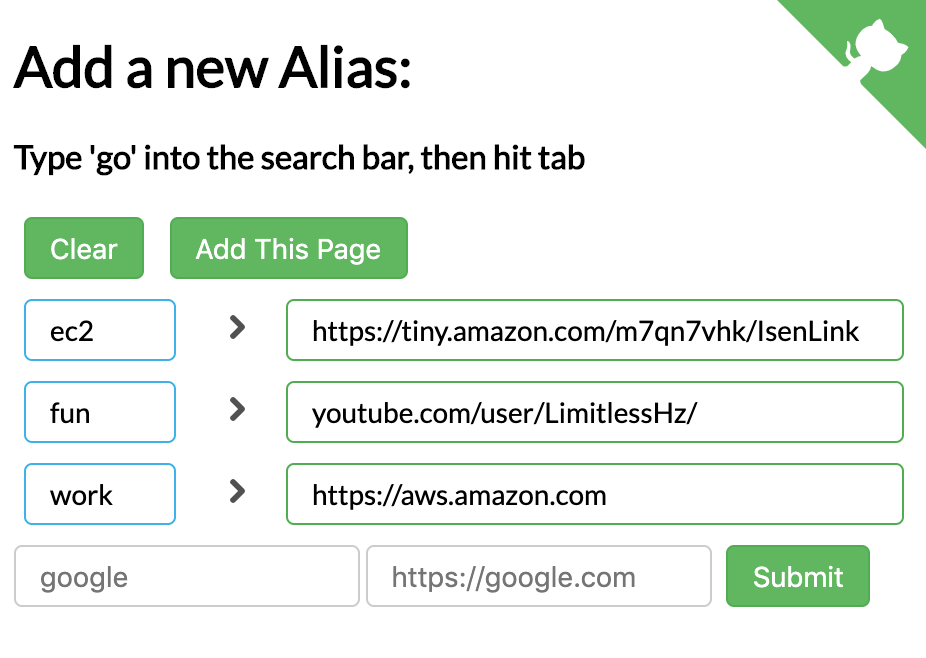 Add a new Alias:
Type 'go' into the search bar, then hit tab
Clear Add This Page
ec2 https://tiny.amazon.com/m7qn7vhk/IsenLink
fun youtube.com/user/LimitlessHz/
work https://aws.amazon.com
google https://google.com Submit